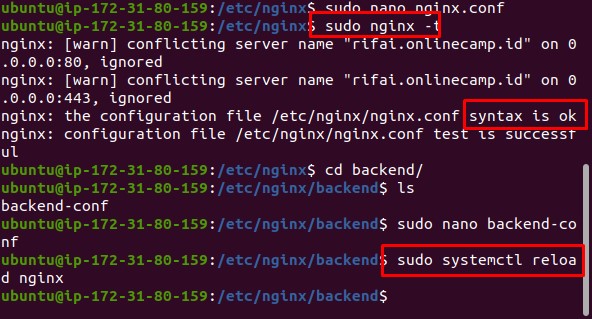 ubuntu@ip-172-31-80-159:/etc/nginx$ sudo nano nginx.conf
ubuntu@ip-172-31-80-159:/etc/nginx$ sudo nginx -t
nginx: [warn] conflicting server name "rifai.onlinecamp.id" on 0
.0.0.0:80, ignored
nginx: [warn] conflicting server name "rifai.onlinecamp.id" on 0
.0.0.0:443, ignored
nginx: the configuration file /etc/nginx/nginx.conf syntax is ok
nginx: configuration file /etc/nginx/nginx.conf test is successf
ul
ubuntu@ip-172-31-80-159:/etc/nginx$ cd backend/
ubuntu@ip-172-31-80-159:/etc/nginx/backend$ ls
backend-conf
ubuntu@ip-172-31-80-159:/etc/nginx/backend$ sudo nano backend-co
nf
ubuntu@ip-172-31-80-159:/etc/nginx/backend$ sudo systemctl reloa
d nginx
ubuntu@ip-172-31-80-159:/etc/nginx/backend$